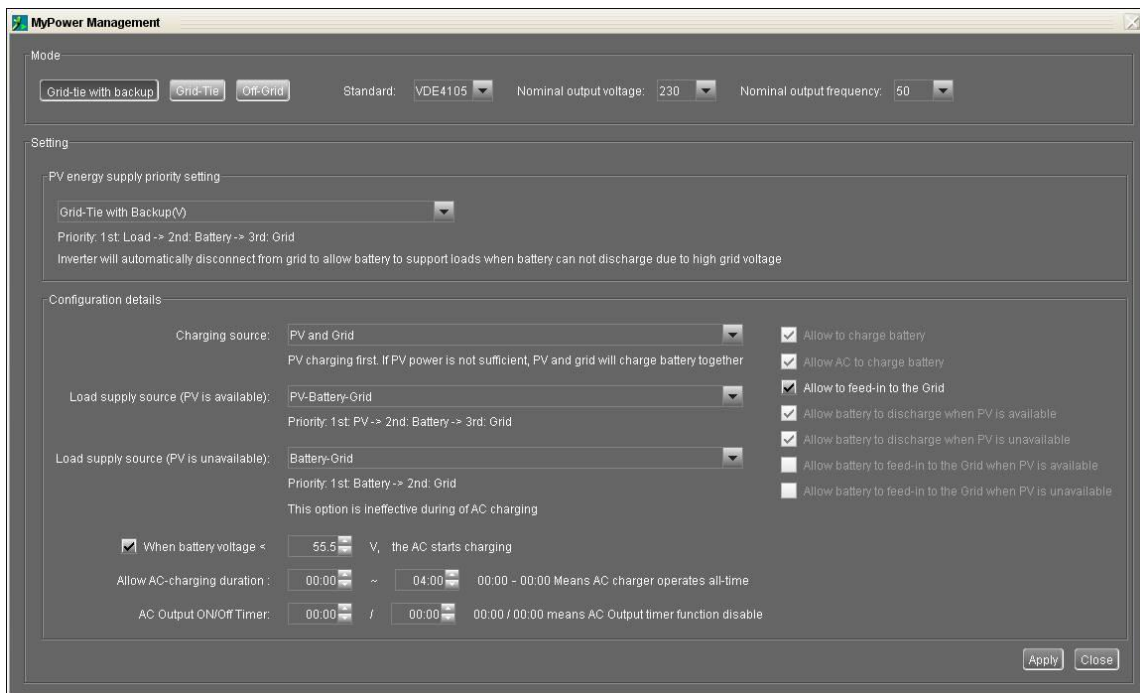 MyPower Management
Mode
Grid-tie with backup Grid-Tie Off-Grid Standard: VDE4105 Nominal output voltage: 230 Nominal output frequency: 50
Setting
PV energy supply priority setting
Grid-Tie with Backup(V)
Priority: 1st: Load -> 2nd: Battery -> 3rd: Grid
Inverter will automatically disconnect from grid to allow battery to support loads when battery can not discharge due to high grid voltage
Configuration details
Charging source: PV and Grid
PV charging first. If PV power is not sufficient, PV and grid will charge battery together
Load supply source (PV is available): PV-Battery-Grid
Priority: 1st: PV -> 2nd: Battery -> 3rd: Grid
Load supply source (PV is unavailable): Battery-Grid
Priority: 1st: Battery -> 2nd: Grid
This option is ineffective during of AC charging
When battery voltage < 55.5 V, the AC starts charging
Allow AC-charging duration : 00:00 ~ 04:00 00:00 - 00:00 Means AC charger operates all-time
AC Output ON/Off Timer: 00:00 / 00:00 00:00 / 00:00 means AC Output timer function disable
Allow to charge battery
Allow AC to charge battery
Allow to feed-in to the Grid
Allow battery to discharge when PV is available
Allow battery to discharge when PV is unavailable
Allow battery to feed-in to the Grid when PV is available
Allow battery to feed-in to the Grid when PV is unavailable
Apply Close